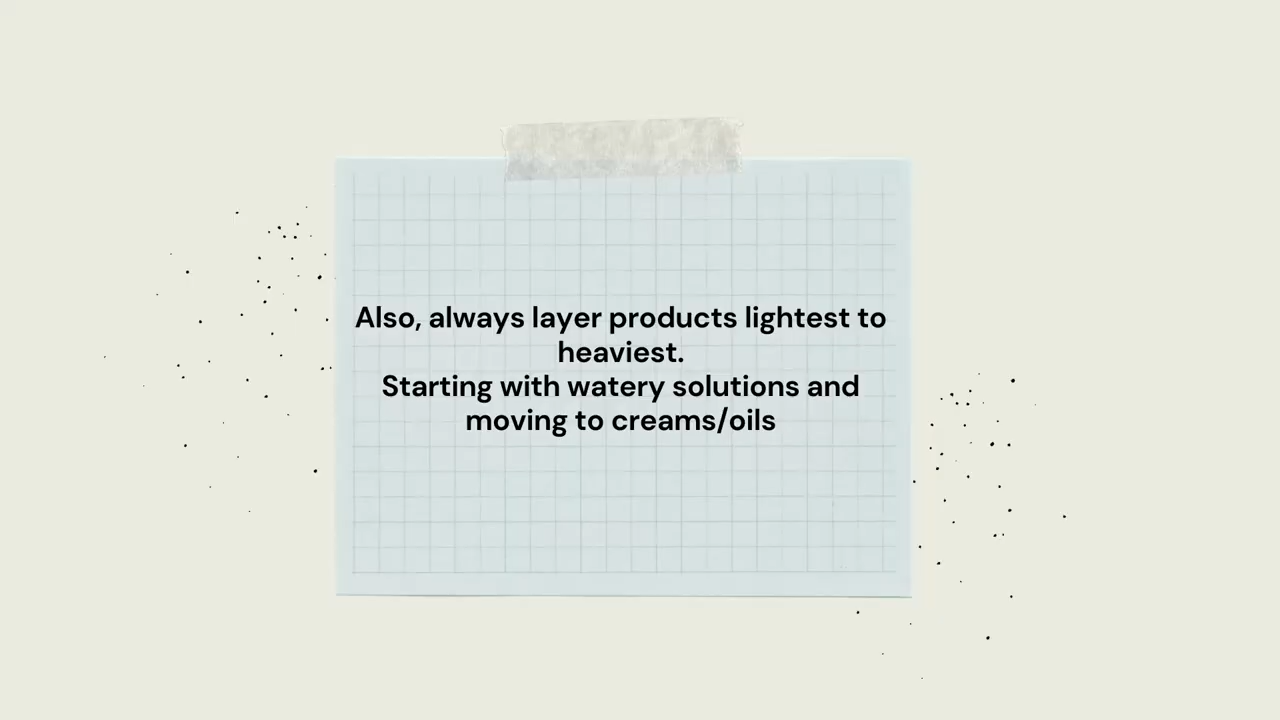 Also, always layer products lightest to
heaviest.
Starting with watery solutions and
moving to creams/oils